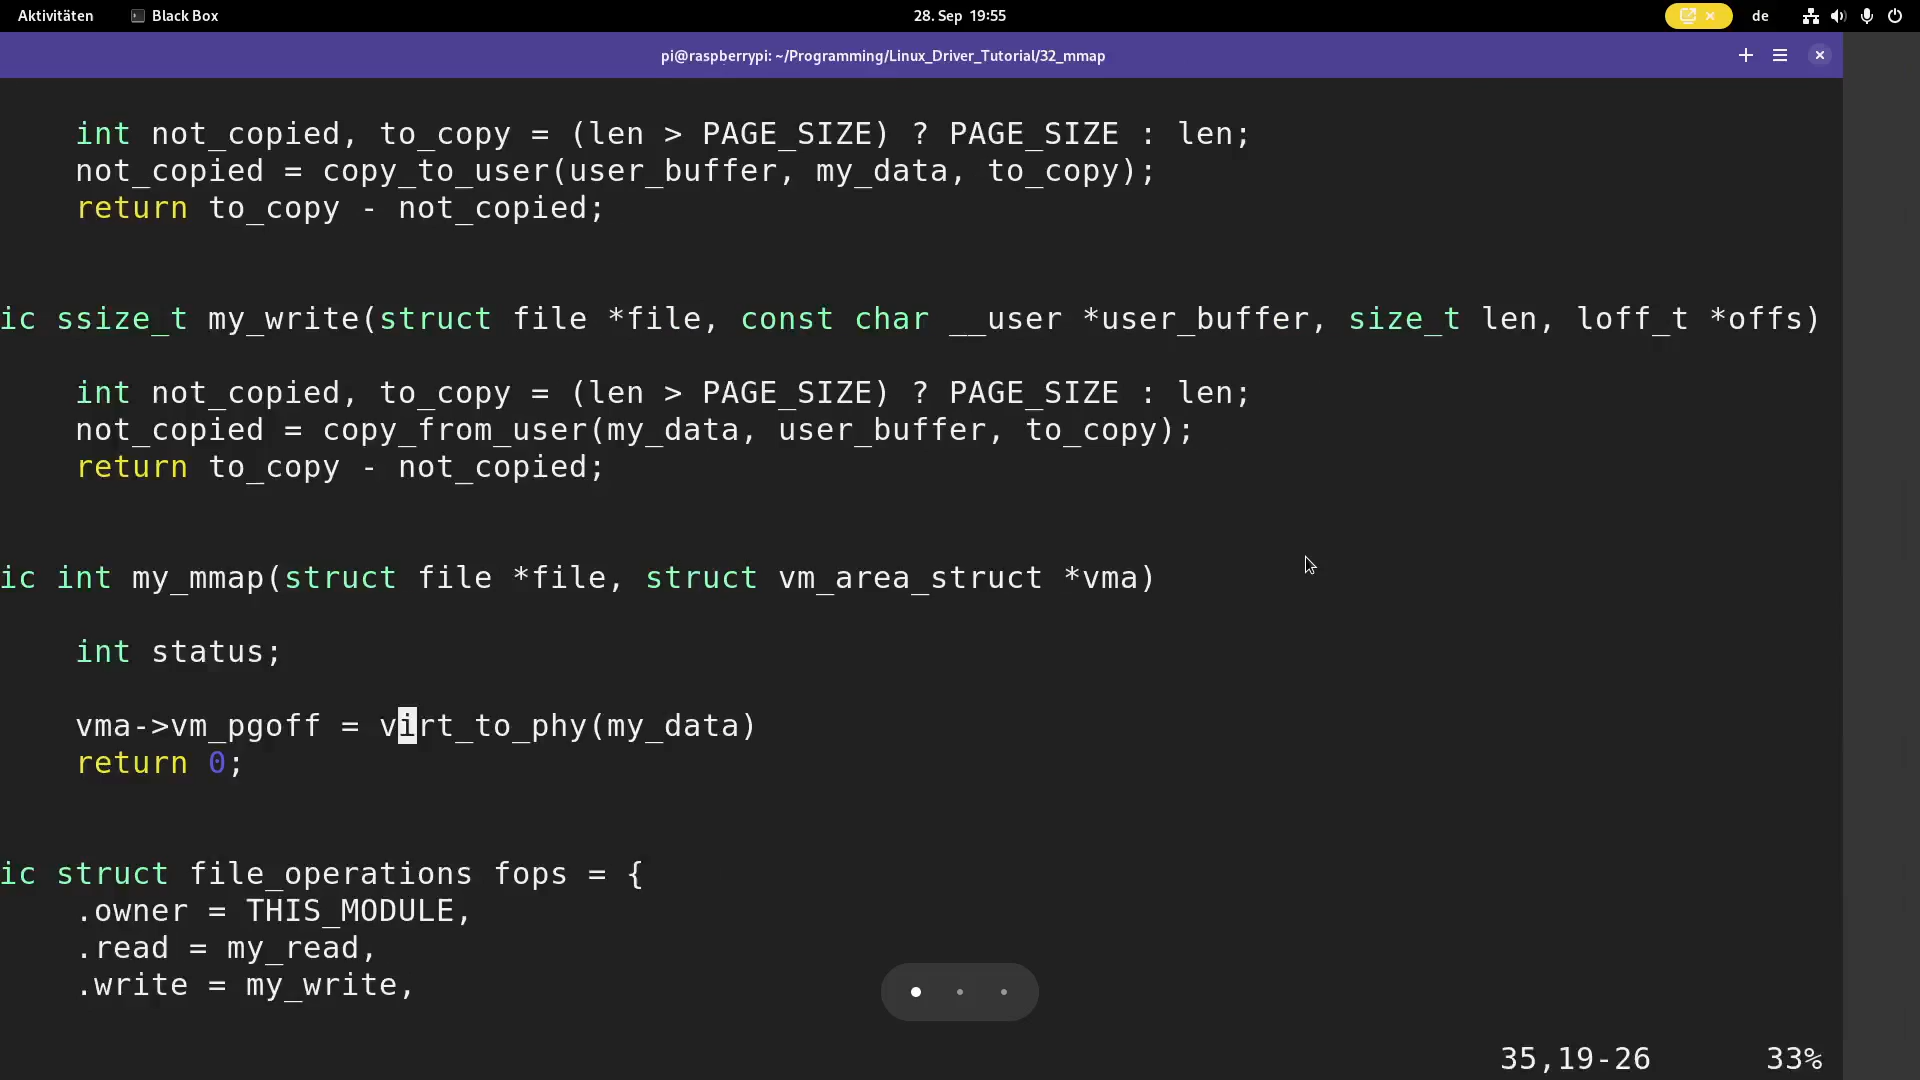 Aktivitäten Black Box 28. Sep 19:55 de
pi@raspberrypi: ~/Programming/Linux_Driver_Tutorial/32_mmap
int not_copied, to_copy = (len > PAGE_SIZE) ? PAGE_SIZE : len;
not_copied = copy_to_user(user_buffer, my_data, to_copy);
return to_copy - not_copied;
ic ssize_t my_write(struct file *file, const char __user *user_buffer, size_t len, loff_t *offs)
int not_copied, to_copy = (len > PAGE_SIZE) ? PAGE_SIZE : len;
not_copied = copy_from_user(my_data, user_buffer, to_copy);
return to_copy - not_copied;
ic int my_mmap(struct file *file, struct vm_area_struct *vma)
int status;
vma->vm_pgoff = virt_to_phy(my_data)
return 0;
ic struct file_operations fops = {
.owner = THIS_MODULE,
.read = my_read,
.write = my_write,
35,19-26 33%